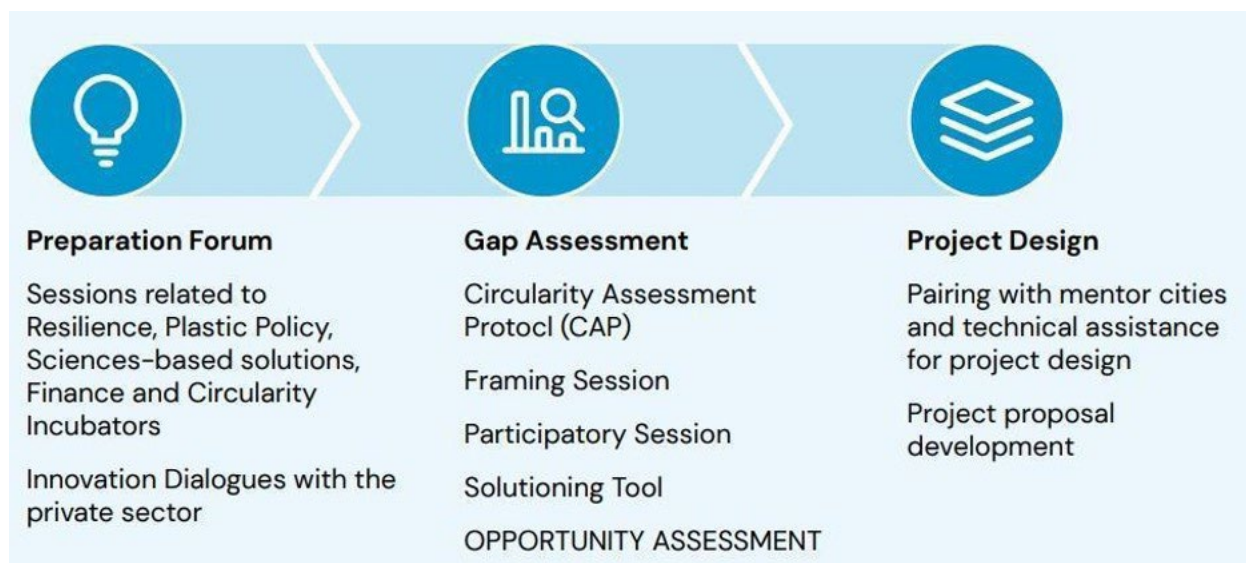 Preparation Forum
Sessions related to
Resilience, Plastic Policy,
Sciences-based solutions,
Finance and Circularity
Incubators
Innovation Dialogues with the
private sector
Gap Assessment
Circularity Assessment
Protocl (CAP)
Framing Session
Participatory Session
Solutioning Tool
OPPORTUNITY ASSESSMENT
Project Design
Pairing with mentor cities
and technical assistance
for project design
Project proposal
development